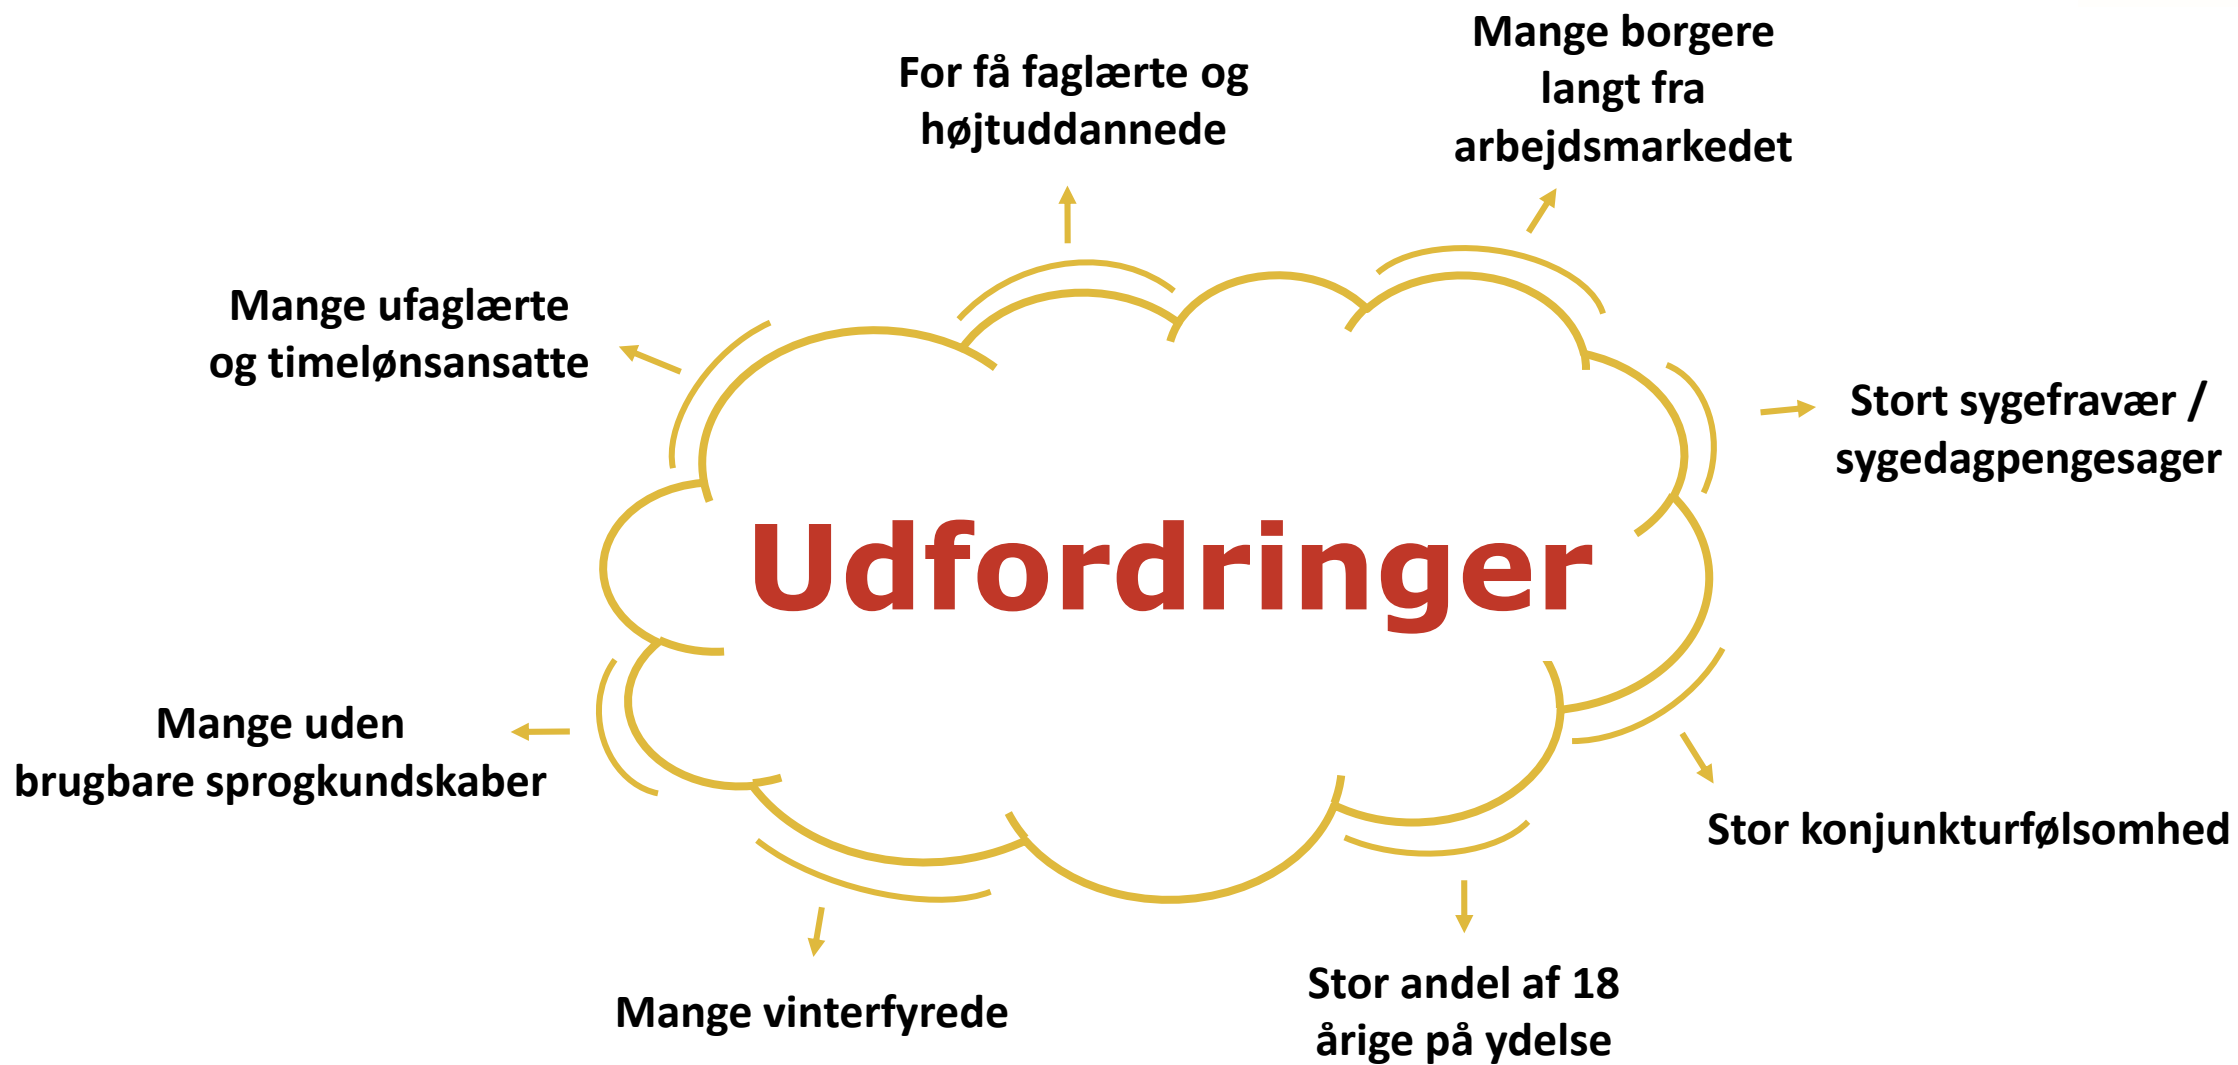 Mange borgere
langt fra
arbejdsmarkedet
For få faglærte og
højtuddannede
Mange ufaglærte
og timelønsansatte
Stort sygefravær /
sygedagpengesager
Udfordringer
Mange uden
brugbare sprogkundskaber
Stor konjunkturfølsomhed
Mange vinterfyrede
Stor andel af 18
årige på ydelse